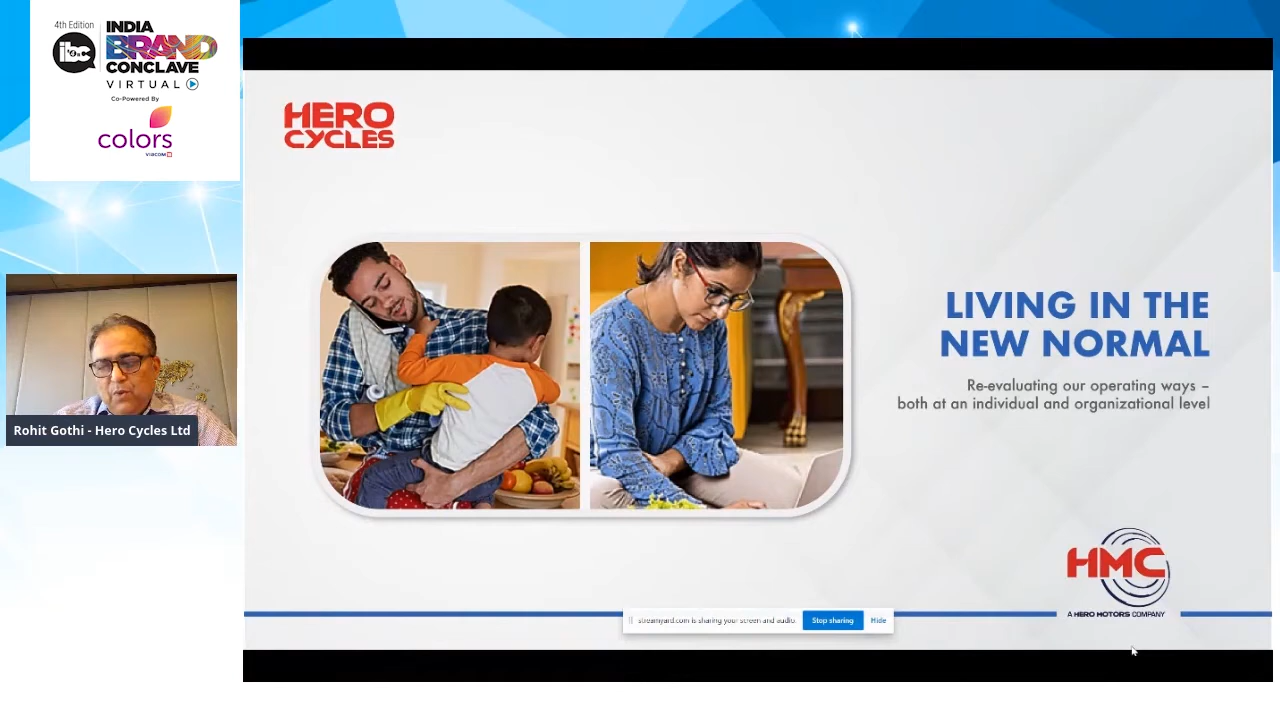 4th Edition
INDIA
BRAND
CONCLAVE
VIRTUAL
ibc
Co-Powered By
colors
VIACOM
HERO
CYCLES
LIVING IN THE
NEW NORMAL
Re-evaluating our operating ways –
both at an individual and organizational level
Rohit Gothi - Hero Cycles Ltd
HMC
A HERO MOTORS COMPANY
streamyard.com is sharing your screen and audio.
Stop sharing
Hide